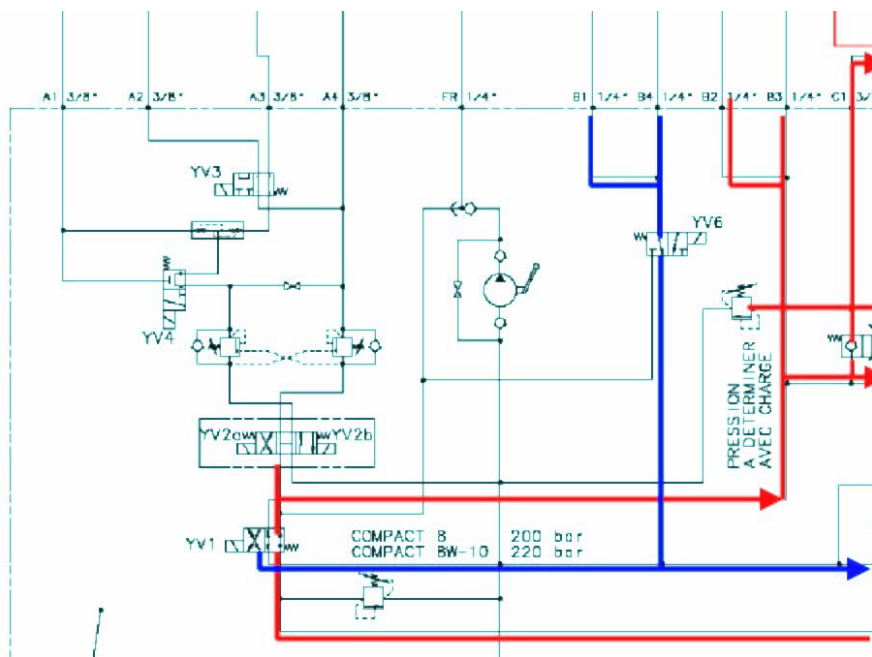 A1 3/8" A2 3/8" A3 3/8" A4 3/8" FR 1/4" B1 1/4" B4 1/4" B2 1/4" B3 1/4" C1
YV3
YV6
YV4
PRESSION
A DETERMINER
AVEC CHARGE
YV2a YV2b
YV1
COMPACT 8 200 bar
COMPACT 8W-10 220 bar